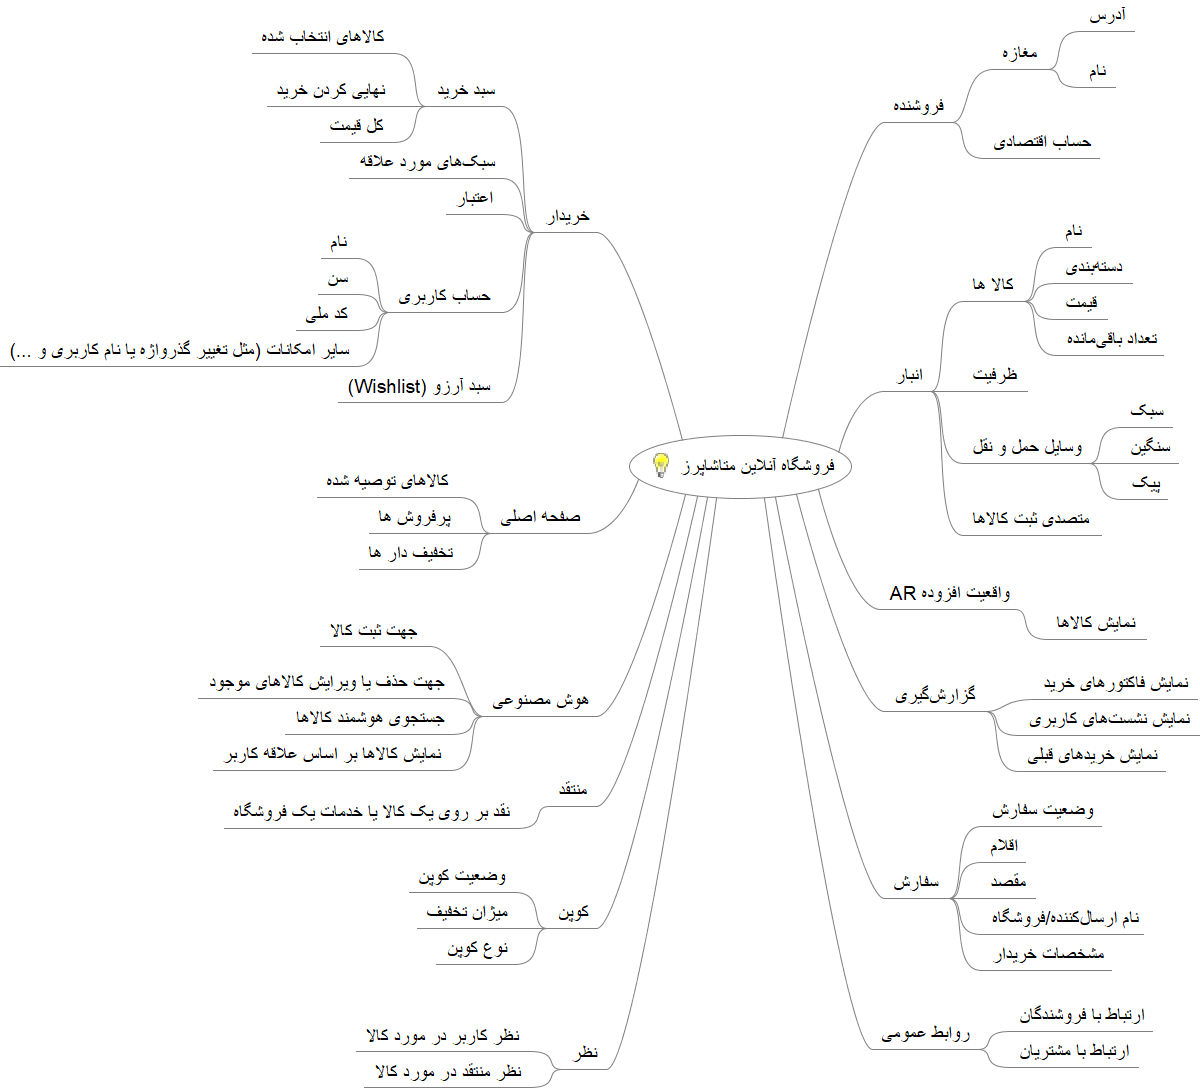 فروشگاه آنلاین متاشاپرز
فروشنده
مغازه
آدرس
نام
حساب اقتصادی
انبار
کالا ها
نام
دسته‌بندی
قیمت
تعداد باقی‌مانده
ظرفیت
وسایل حمل و نقل
سبک
سنگین
پیک
متصدی ثبت کالاها
واقعیت افزوده AR
نمایش کالاها
گزارش‌گیری
نمایش فاکتورهای خرید
نمایش نشست‌های کاربری
نمایش خریدهای قبلی
سفارش
وضعیت سفارش
اقلام
مقصد
نام ارسال‌کننده/فروشگاه
مشخصات خریدار
روابط عمومی
ارتباط با فروشندگان
ارتباط با مشتریان
خریدار
سبد خرید
کالاهای انتخاب شده
نهایی کردن خرید
کل قیمت
سبک‌های مورد علاقه
اعتبار
حساب کاربری
نام
سن
کد ملی
سایر امکانات (مثل تغییر گذرواژه یا نام کاربری و ...)
سبد آرزو (Wishlist)
صفحه اصلی
کالاهای توصیه شده
پرفروش ها
تخفیف دار ها
هوش مصنوعی
جهت ثبت کالا
جهت حذف یا ویرایش کالاهای موجود
جستجوی هوشمند کالاها
نمایش کالاها بر اساس علاقه کاربر
منتقد
نقد بر روی یک کالا یا خدمات یک فروشگاه
کوپن
وضعیت کوپن
میزان تخفیف
نوع کوپن
نظر
نظر کاربر در مورد کالا
نظر منتقد در مورد کالا